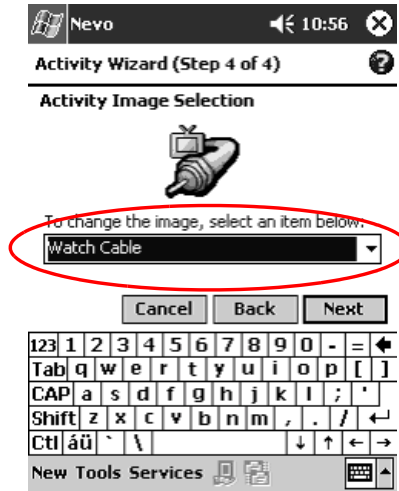 Nevo 10:56
Activity Wizard (Step 4 of 4)
Activity Image Selection
To change the image, select an item below:
Watch Cable
Cancel Back Next
123 1 2 3 4 5 6 7 8 9 0 - =
Tab q w e r t y u i o p [ ]
CAP a s d f g h j k l ; '
Shift z x c v b n m , . /
Ctl áü ` \ ↓ ↑ ← →
New Tools Services